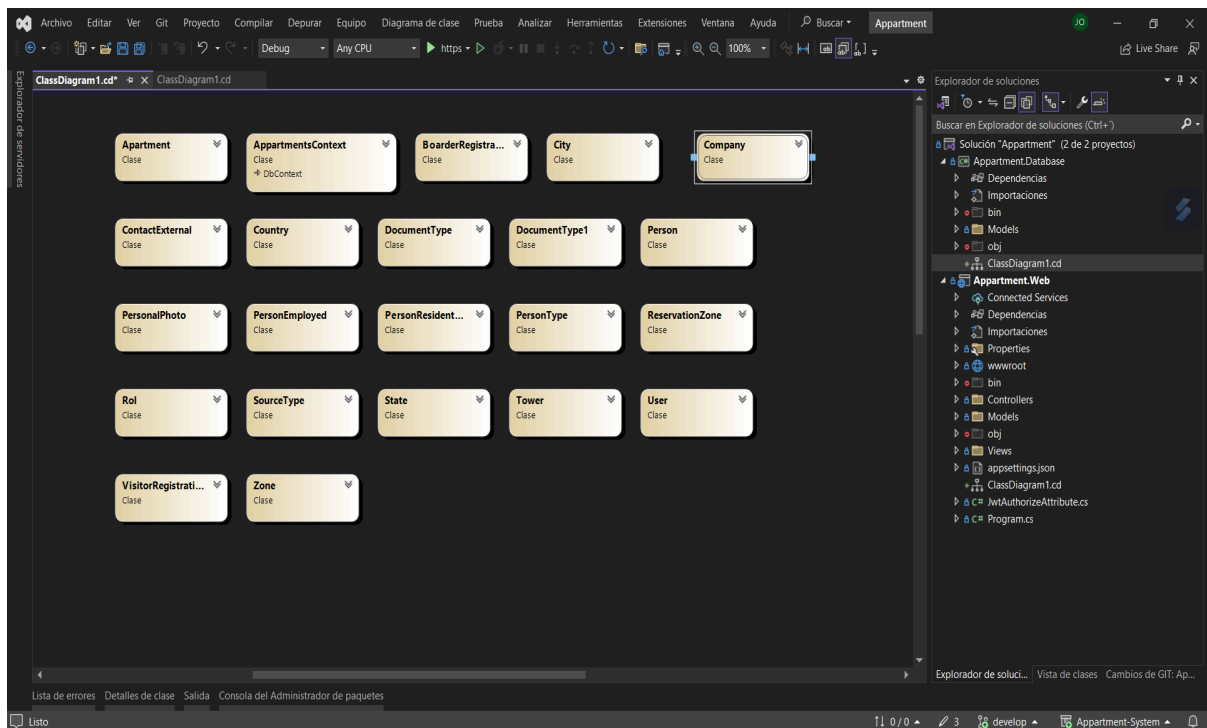 Archivo Editar Ver Git Proyecto Compilar Depurar Equipo Diagrama de clase Prueba Analizar Herramientas Extensiones Ventana Ayuda Buscar Appartment JO
Debug Any CPU https 100% Live Share
Explorador de servidores
ClassDiagram1.cd* ClassDiagram1.cd
Apartment
Clase
AppartmentsContext
Clase
DbContext
BoarderRegistra...
Clase
City
Clase
Company
Clase
ContactExternal
Clase
Country
Clase
DocumentType
Clase
DocumentType1
Clase
Person
Clase
PersonalPhoto
Clase
PersonEmployed
Clase
PersonResident...
Clase
PersonType
Clase
ReservationZone
Clase
Rol
Clase
SourceType
Clase
State
Clase
Tower
Clase
User
Clase
VisitorRegistrati...
Clase
Zone
Clase
Explorador de soluciones
Buscar en Explorador de soluciones (Ctrl+´)
Solución "Appartment" (2 de 2 proyectos)
Appartment.Database
Dependencias
Importaciones
bin
Models
obj
ClassDiagram1.cd
Appartment.Web
Connected Services
Dependencias
Importaciones
Properties
wwwroot
bin
Controllers
Models
obj
Views
appsettings.json
ClassDiagram1.cd
C# JwtAuthorizeAttribute.cs
C# Program.cs
Explorador de soluci... Vista de clases Cambios de GIT: Ap...
Lista de errores Detalles de clase Salida Consola del Administrador de paquetes
Listo 0 / 0 3 develop Appartment-System